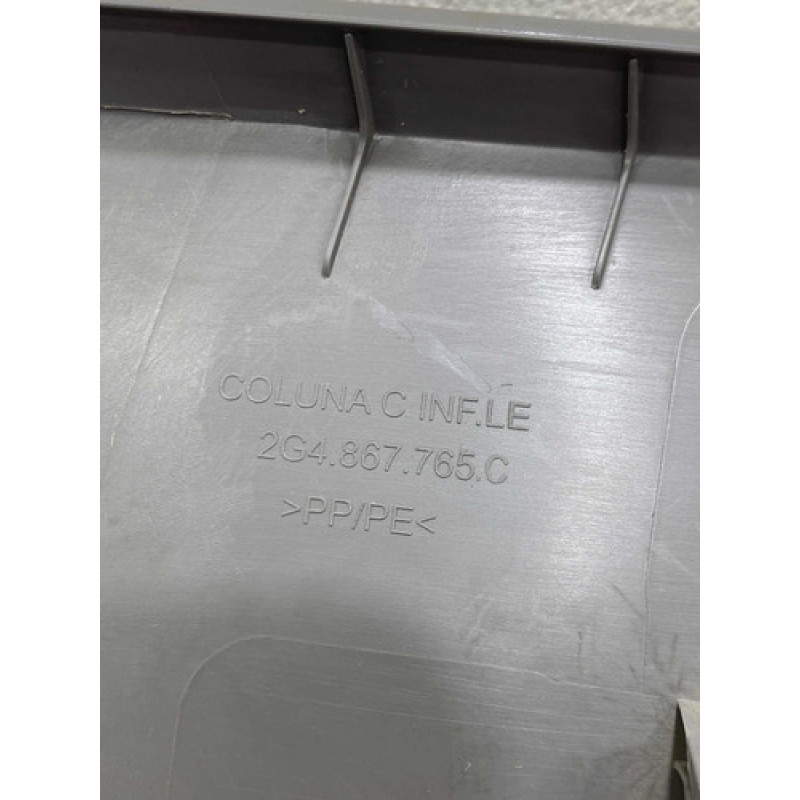 COLUNA C INF.LE
2G4.867.765.C
>PP/PE<